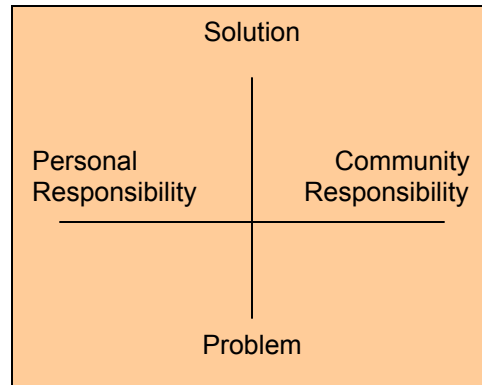 Solution
Personal
Responsibility
Community
Responsibility
Problem